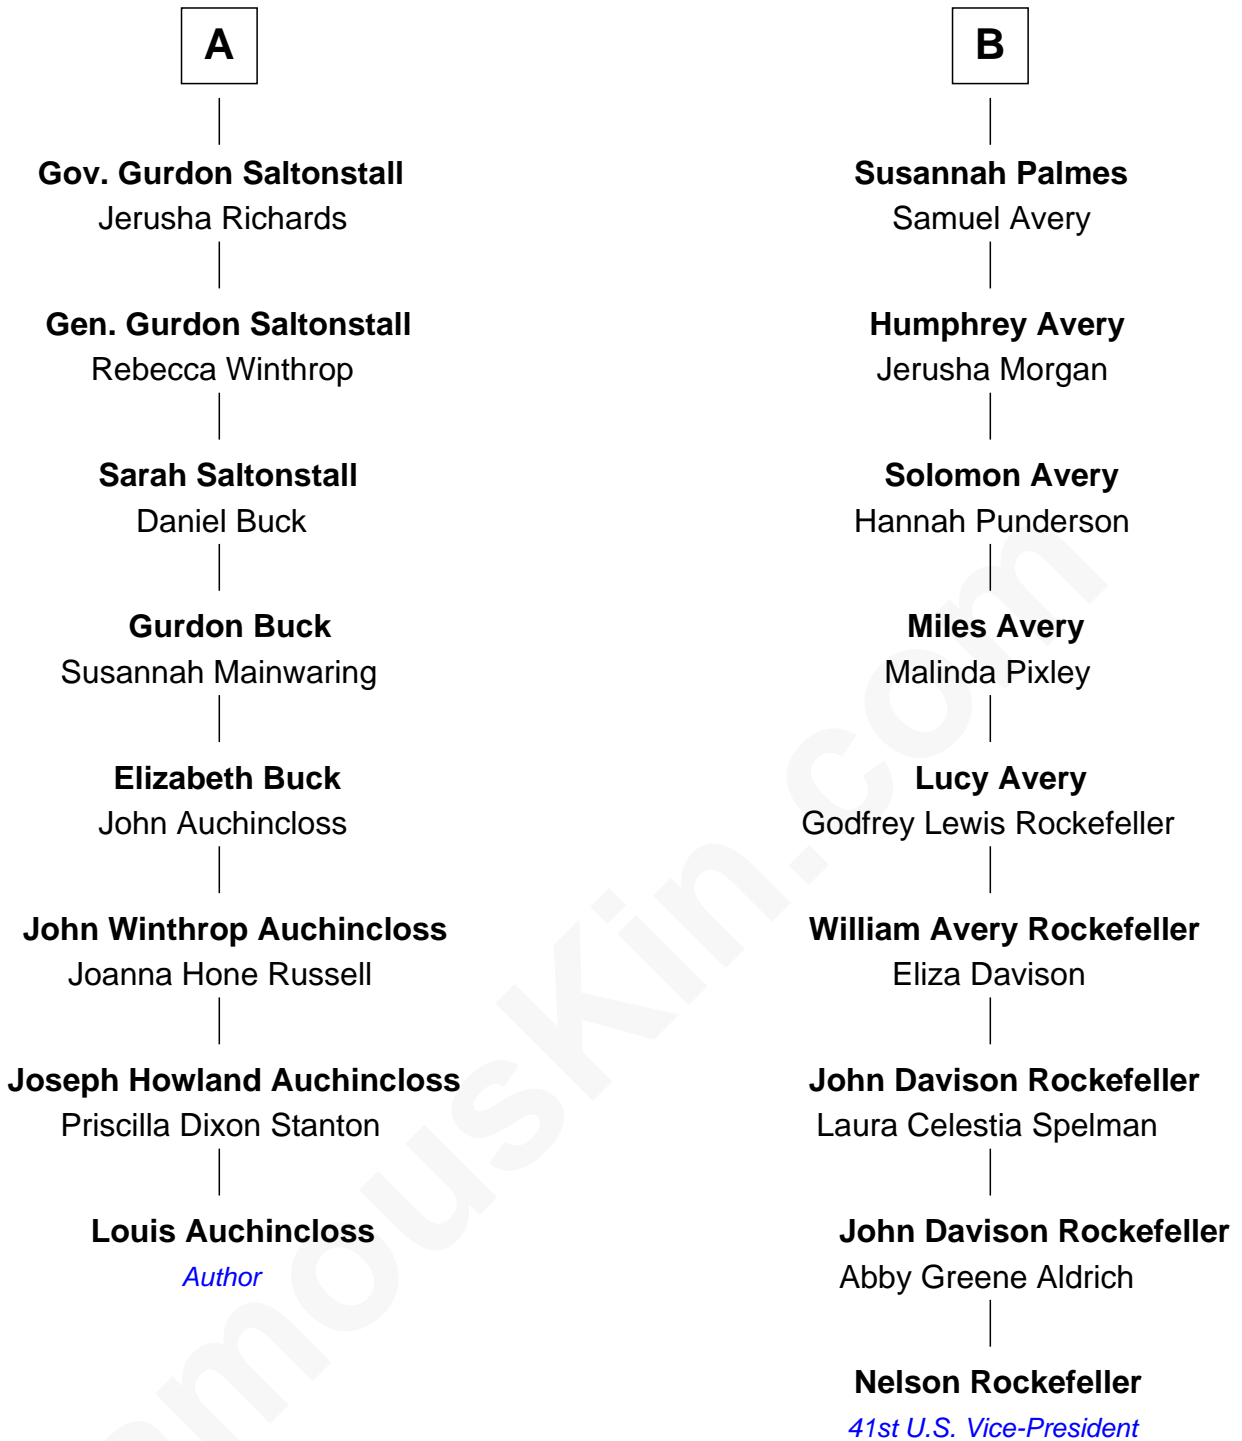 A
Gov. Gurdon Saltonstall
Jerusha Richards
Gen. Gurdon Saltonstall
Rebecca Winthrop
Sarah Saltonstall
Daniel Buck
Gurdon Buck
Susannah Mainwaring
Elizabeth Buck
John Auchincloss
John Winthrop Auchincloss
Joanna Hone Russell
Joseph Howland Auchincloss
Priscilla Dixon Stanton
Louis Auchincloss
Author
B
Susannah Palmes
Samuel Avery
Humphrey Avery
Jerusha Morgan
Solomon Avery
Hannah Punderson
Miles Avery
Malinda Pixley
Lucy Avery
Godfrey Lewis Rockefeller
William Avery Rockefeller
Eliza Davison
John Davison Rockefeller
Laura Celestia Spelman
John Davison Rockefeller
Abby Greene Aldrich
Nelson Rockefeller
41st U.S. Vice-President
amousKin.com